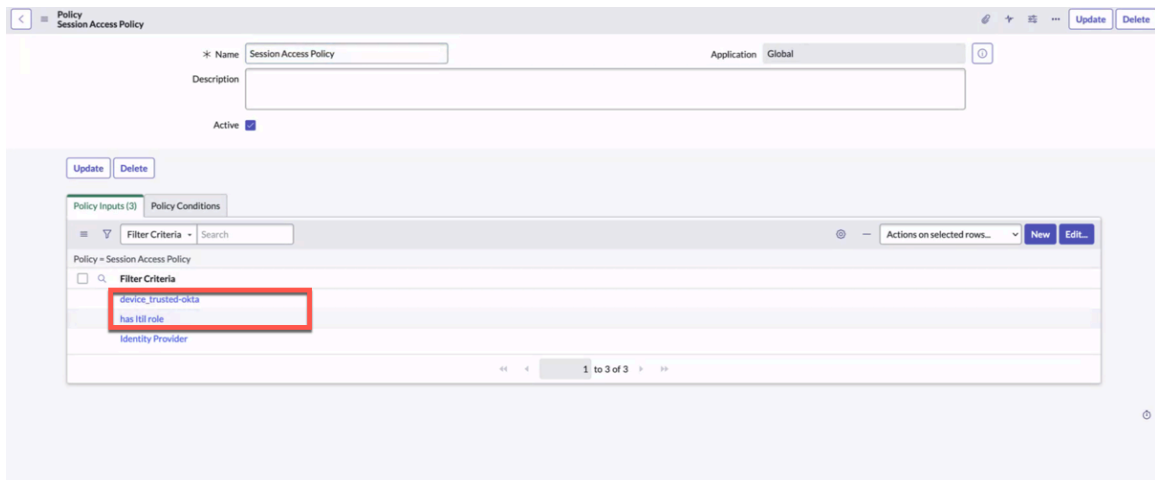 Policy
Session Access Policy
Update Delete
* Name Session Access Policy
Application Global
Description
Active
Update Delete
Policy Inputs (3) Policy Conditions
Filter Criteria Search
Actions on selected rows... New Edit...
Policy = Session Access Policy
Filter Criteria
device_trusted-okta
has Itil role
Identity Provider
1 to 3 of 3